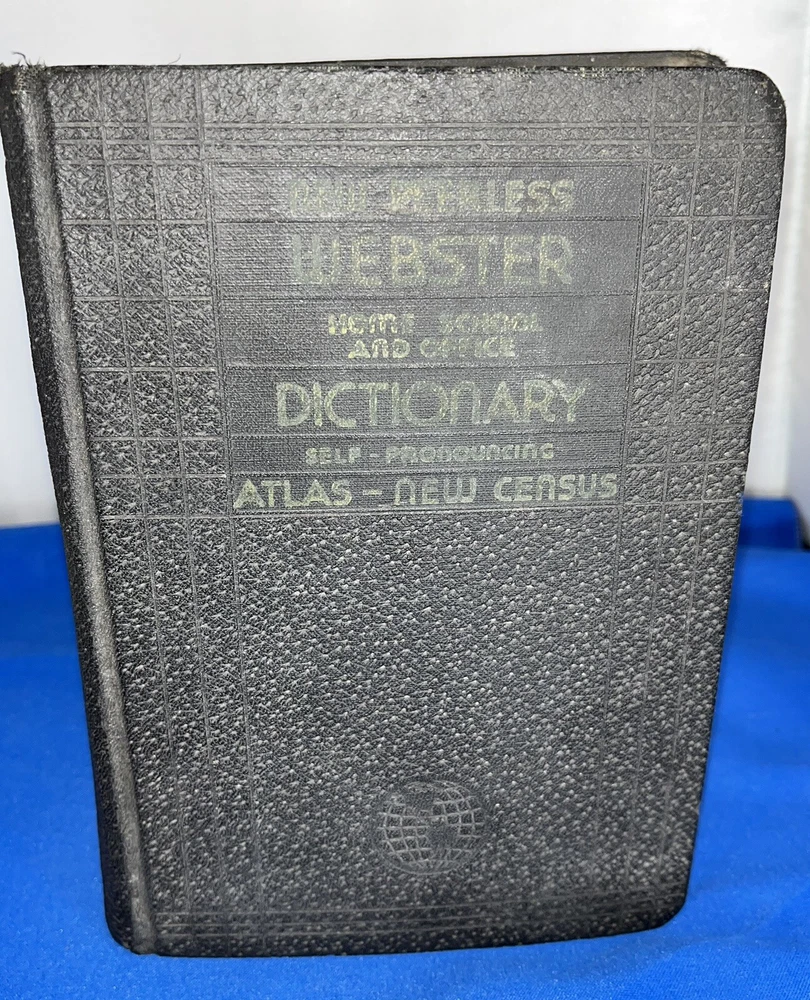 PEERLESS
WEBSTER
HOME SCHOOL
AND OFFICE
DICTIONARY
SELF-PRONOUNCING
ATLAS - NEW CENSUS